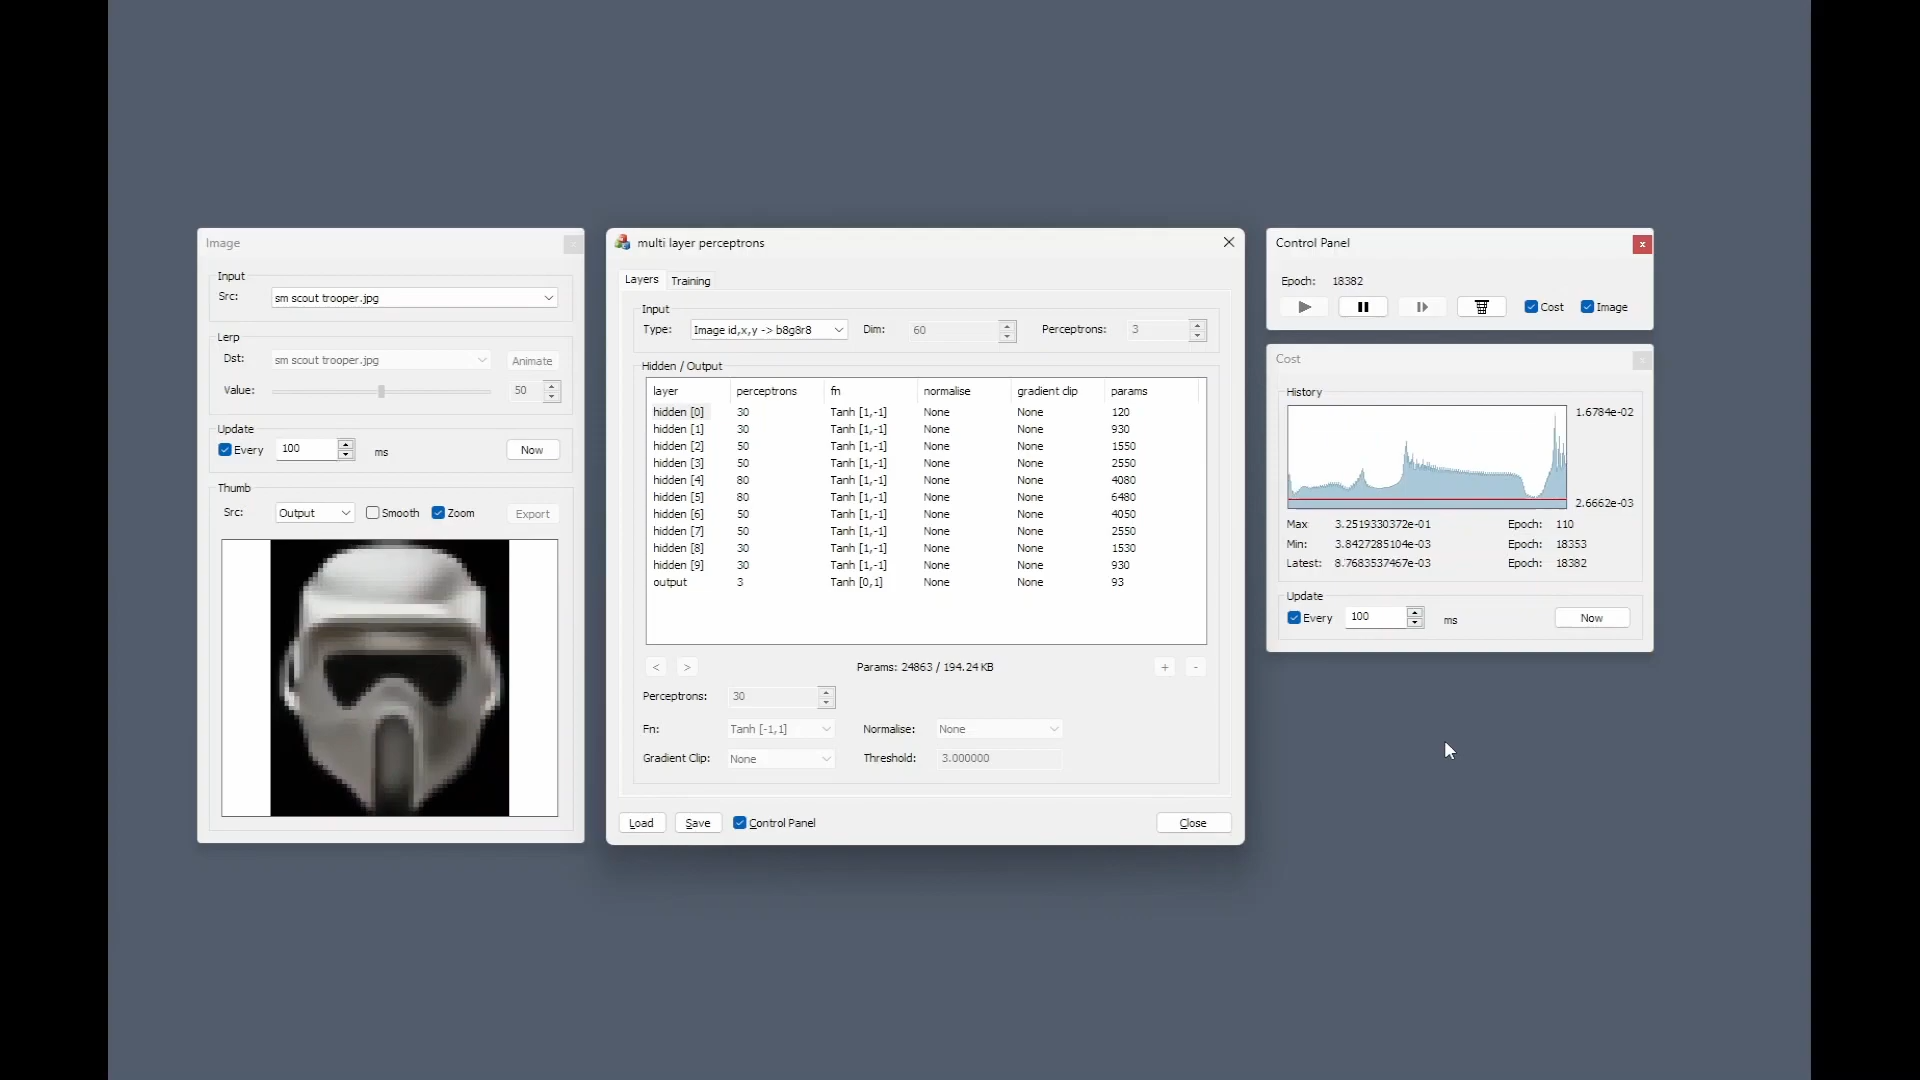 Image
Input
Src: sm scout trooper.jpg
Lerp
Dst: sm scout trooper.jpg Animate
Value: 50
Update
Every 100 ms Now
Thumb
Src: Output Smooth Zoom Export
multi layer perceptrons
Layers Training
Input
Type: Image id,x,y -> b8g8r8 Dim: 60 Perceptrons: 3
Hidden / Output
layer perceptrons fn normalise gradient clip params
hidden [0] 30 Tanh [1,-1] None None 120
hidden [1] 30 Tanh [1,-1] None None 930
hidden [2] 50 Tanh [1,-1] None None 1550
hidden [3] 50 Tanh [1,-1] None None 2550
hidden [4] 80 Tanh [1,-1] None None 4080
hidden [5] 80 Tanh [1,-1] None None 6480
hidden [6] 50 Tanh [1,-1] None None 4050
hidden [7] 50 Tanh [1,-1] None None 2550
hidden [8] 30 Tanh [1,-1] None None 1530
hidden [9] 30 Tanh [1,-1] None None 930
output 3 Tanh [0,1] None None 93
< > Params: 24863 / 194.24 KB + -
Perceptrons: 30
Fn: Tanh [-1,1] Normalise: None
Gradient Clip: None Threshold: 3.000000
Load Save Control Panel Close
Control Panel x
Epoch: 18382
Cost Image
Cost
History
1.6784e-02
2.6662e-03
Max 3.2519330372e-01 Epoch: 110
Min: 3.8427285104e-03 Epoch: 18353
Latest: 8.7683537467e-03 Epoch: 18382
Update
Every 100 ms Now